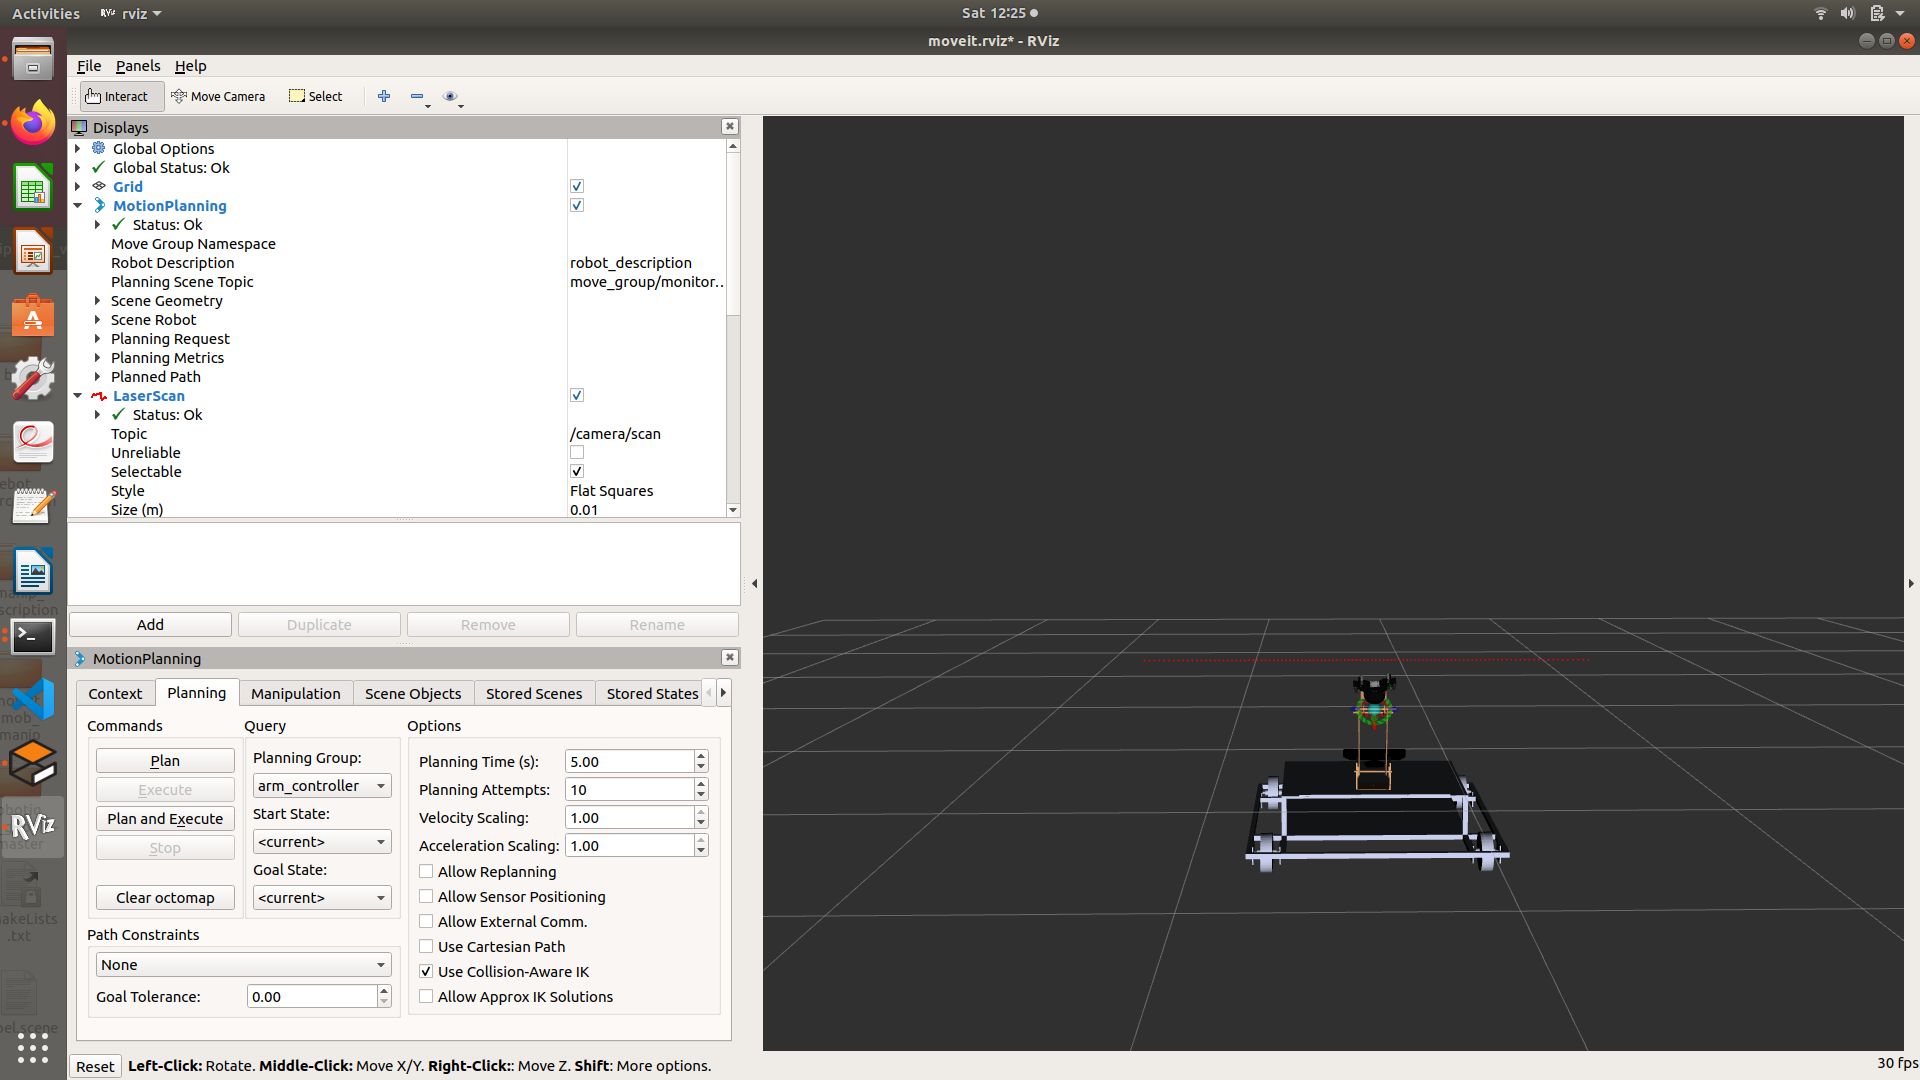 Activities
RViz rviz
Sat 12:25
moveit.rviz* - RViz
File Panels Help
Interact Move Camera Select
Displays
Global Options
Global Status: Ok
Grid
MotionPlanning
Status: Ok
Move Group Namespace
Robot Description robot_description
Planning Scene Topic move_group/monitor..
Scene Geometry
Scene Robot
Planning Request
Planning Metrics
Planned Path
LaserScan
Status: Ok
Topic /camera/scan
Unreliable
Selectable
Style Flat Squares
Size (m) 0.01
Add Duplicate Remove Rename
MotionPlanning
Context Planning Manipulation Scene Objects Stored Scenes Stored States
Commands
Plan
Execute
Plan and Execute
Stop
Clear octomap
Query
Planning Group:
arm_controller
Start State:
<current>
Goal State:
<current>
Path Constraints
None
Goal Tolerance: 0.00
Options
Planning Time (s): 5.00
Planning Attempts: 10
Velocity Scaling: 1.00
Acceleration Scaling: 1.00
Allow Replanning
Allow Sensor Positioning
Allow External Comm.
Use Cartesian Path
Use Collision-Aware IK
Allow Approx IK Solutions
Reset Left-Click: Rotate. Middle-Click: Move X/Y. Right-Click:: Move Z. Shift: More options.
30 fps
RViz
.txt